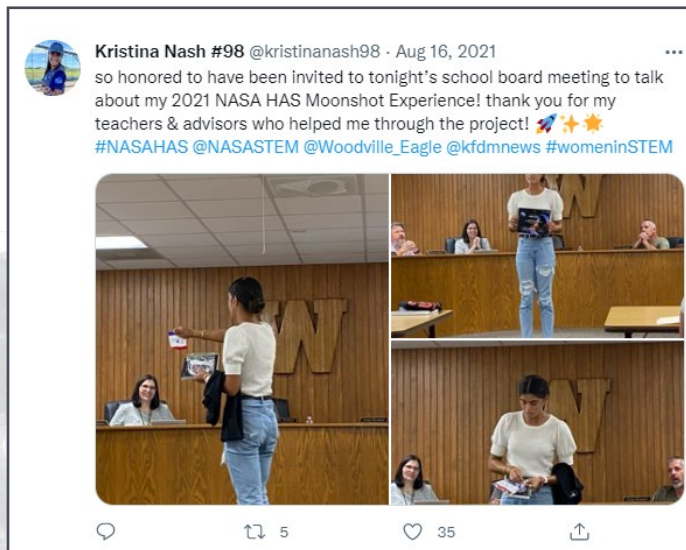 Kristina Nash #98 @kristinanash98 · Aug 16, 2021
so honored to have been invited to tonight's school board meeting to talk
about my 2021 NASA HAS Moonshot Experience! thank you for my
teachers & advisors who helped me through the project! 🚀✨🌟
#NASAHAS @NASASTEM @Woodville_Eagle @kfdmnews #womeninSTEM
W
W
W
5
35